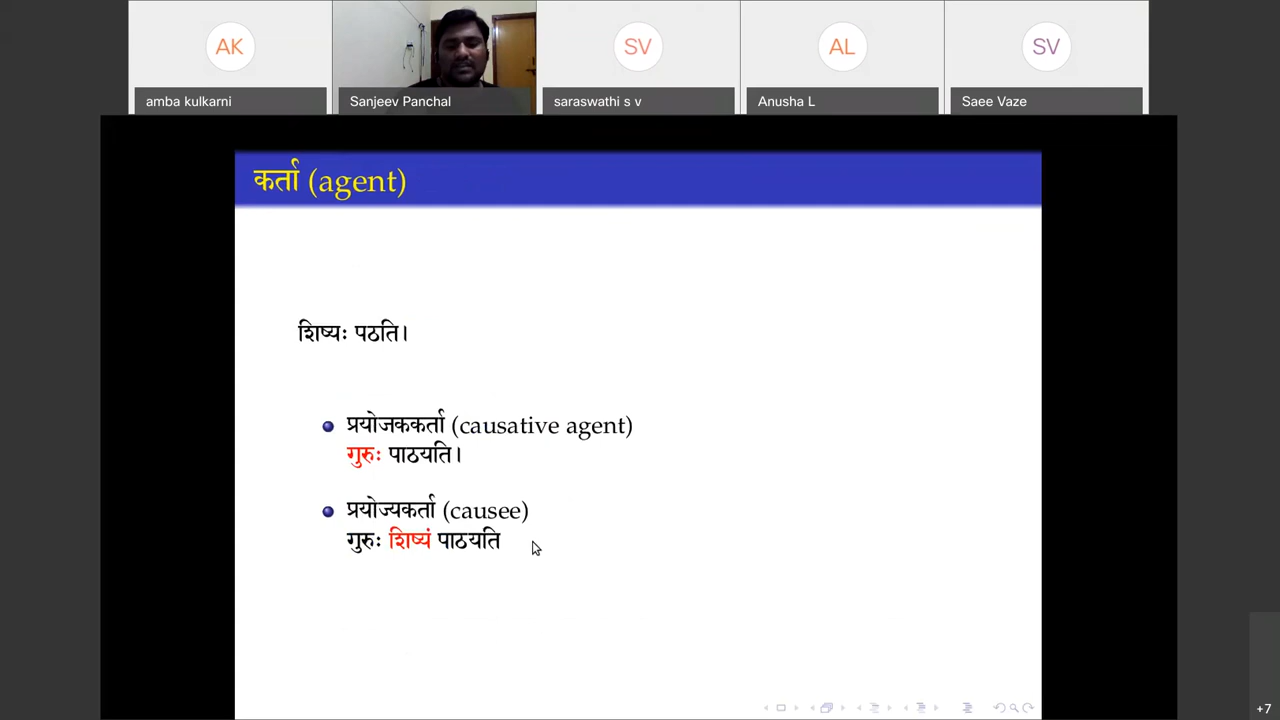 AK
SV
AL
SV
amba kulkarni
Sanjeev Panchal
saraswathi s v
Anusha L
Saee Vaze
कर्ता (agent)
शिष्यः पठति।
प्रयोजककर्ता (causative agent)
गुरुः पाठयति।
प्रयोज्यकर्ता (causee)
गुरुः शिष्यं पाठयति
+7